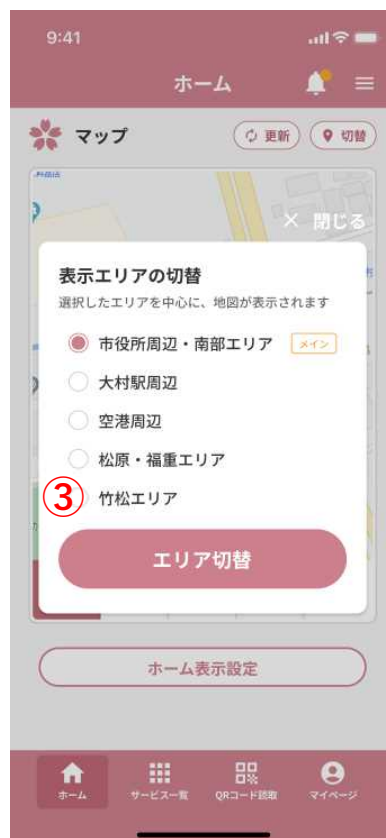 9:41
ホーム
マップ
更新
切替
閉じる
表示エリアの切替
選択したエリアを中心に、地図が表示されます
市役所周辺・南部エリア
メイン
大村駅周辺
空港周辺
松原・福重エリア
③
竹松エリア
エリア切替
ホーム表示設定
ホーム
サービス一覧
QRコード読取
マイページ